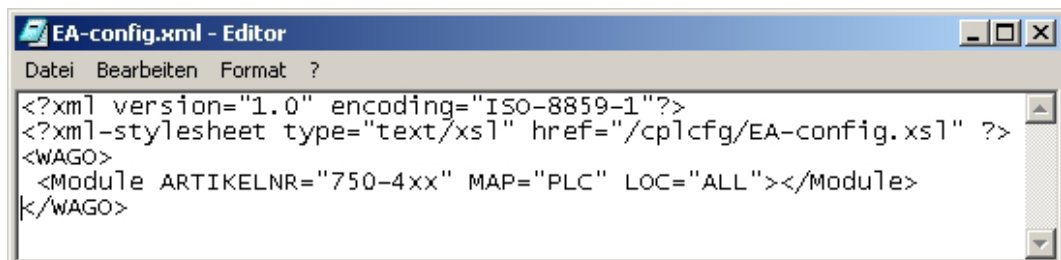 EA-config.xml - Editor
Datei Bearbeiten Format ?
<?xml version="1.0" encoding="ISO-8859-1"?>
<?xml-stylesheet type="text/xsl" href="/cplcfg/EA-config.xsl" ?>
<WAGO>
 <Module ARTIKELNR="750-4xx" MAP="PLC" LOC="ALL"></Module>
</WAGO>